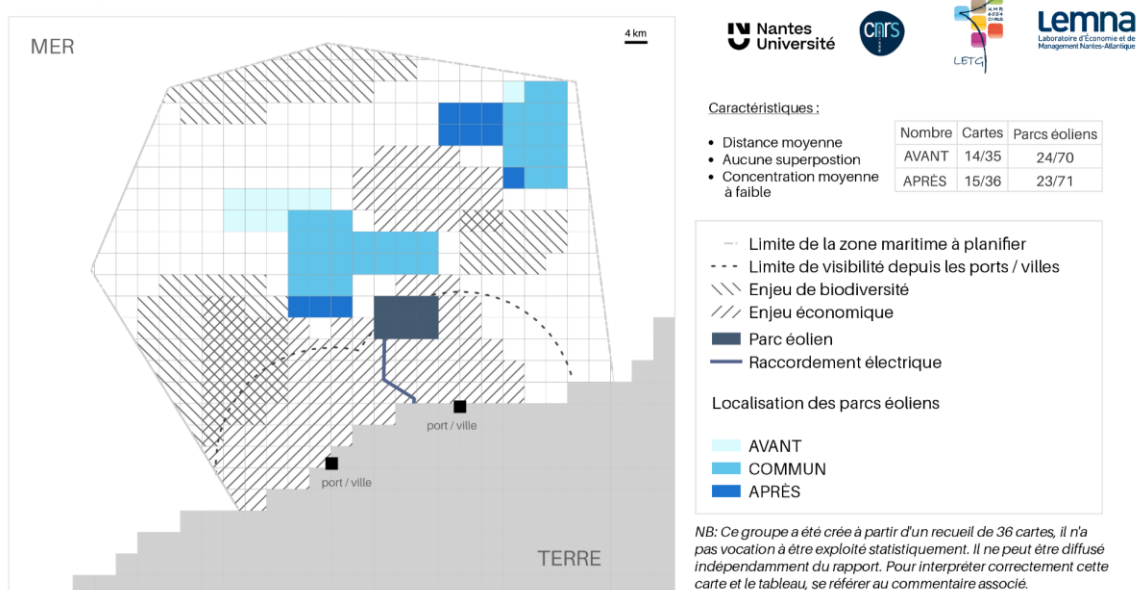 MER
4 km
Nantes
Université
cnrs
LETG
Lemna
Laboratoire d'Économie et de
Management Nantes-Atlantique
Caractéristiques :
• Distance moyenne
• Aucune superpostion
• Concentration moyenne
à faible
Nombre Cartes Parcs éoliens
AVANT 14/35 24/70
APRÈS 15/36 23/71
Limite de la zone maritime à planifier
Limite de visibilité depuis les ports / villes
Enjeu de biodiversité
Enjeu économique
Parc éolien
Raccordement électrique
Localisation des parcs éoliens
AVANT
COMMUN
APRÈS
port / ville
port / ville
TERRE
NB: Ce groupe a été crée à partir d'un recueil de 36 cartes, il n'a
pas vocation à être exploité statistiquement. Il ne peut être diffusé
indépendamment du rapport. Pour interpréter correctement cette
carte et le tableau, se référer au commentaire associé.